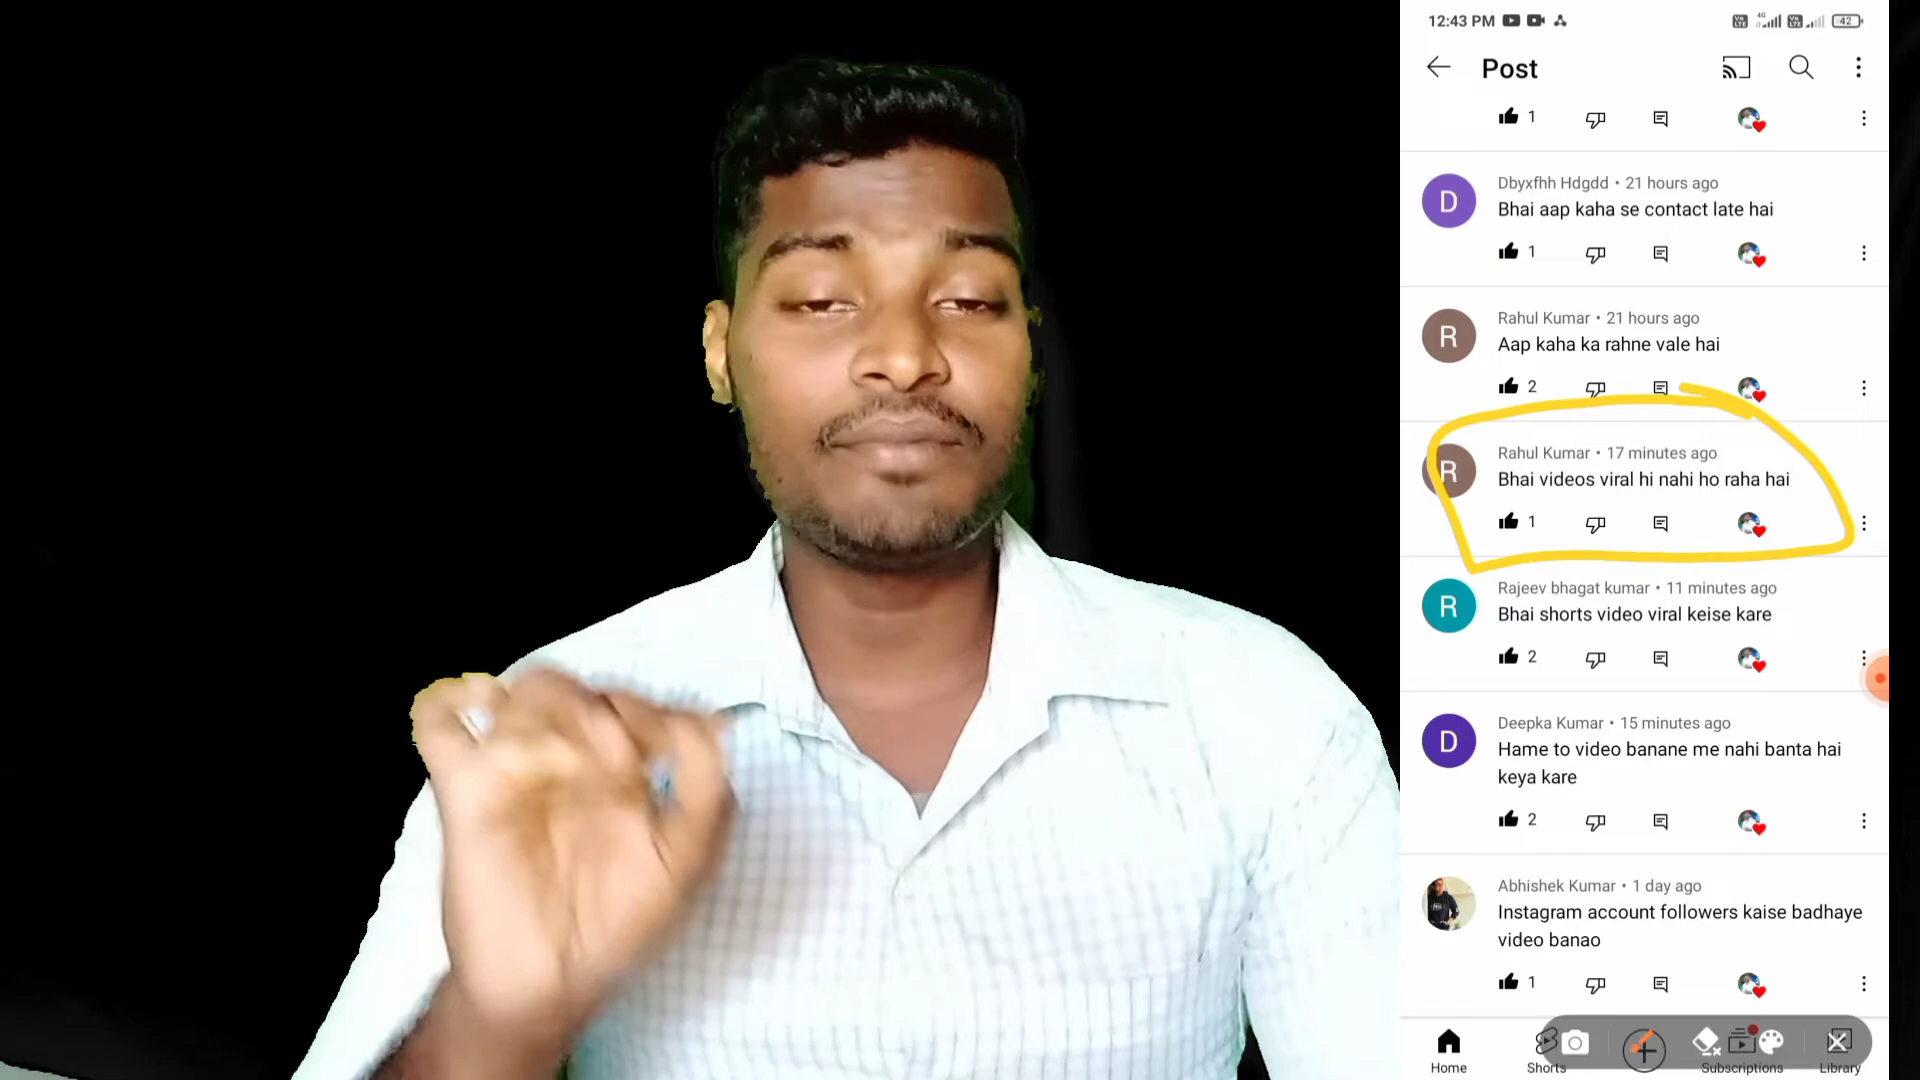 12:43 PM
4G
42
Post
1
D
Dbyxfhh Hdgdd • 21 hours ago
Bhai aap kaha se contact late hai
1
R
Rahul Kumar • 21 hours ago
Aap kaha ka rahne vale hai
2
R
Rahul Kumar • 17 minutes ago
Bhai videos viral hi nahi ho raha hai
1
R
Rajeev bhagat kumar • 11 minutes ago
Bhai shorts video viral keise kare
2
D
Deepka Kumar • 15 minutes ago
Hame to video banane me nahi banta hai
keya kare
2
Abhishek Kumar • 1 day ago
Instagram account followers kaise badhaye
video banao
1
Home Shorts Subscriptions Library